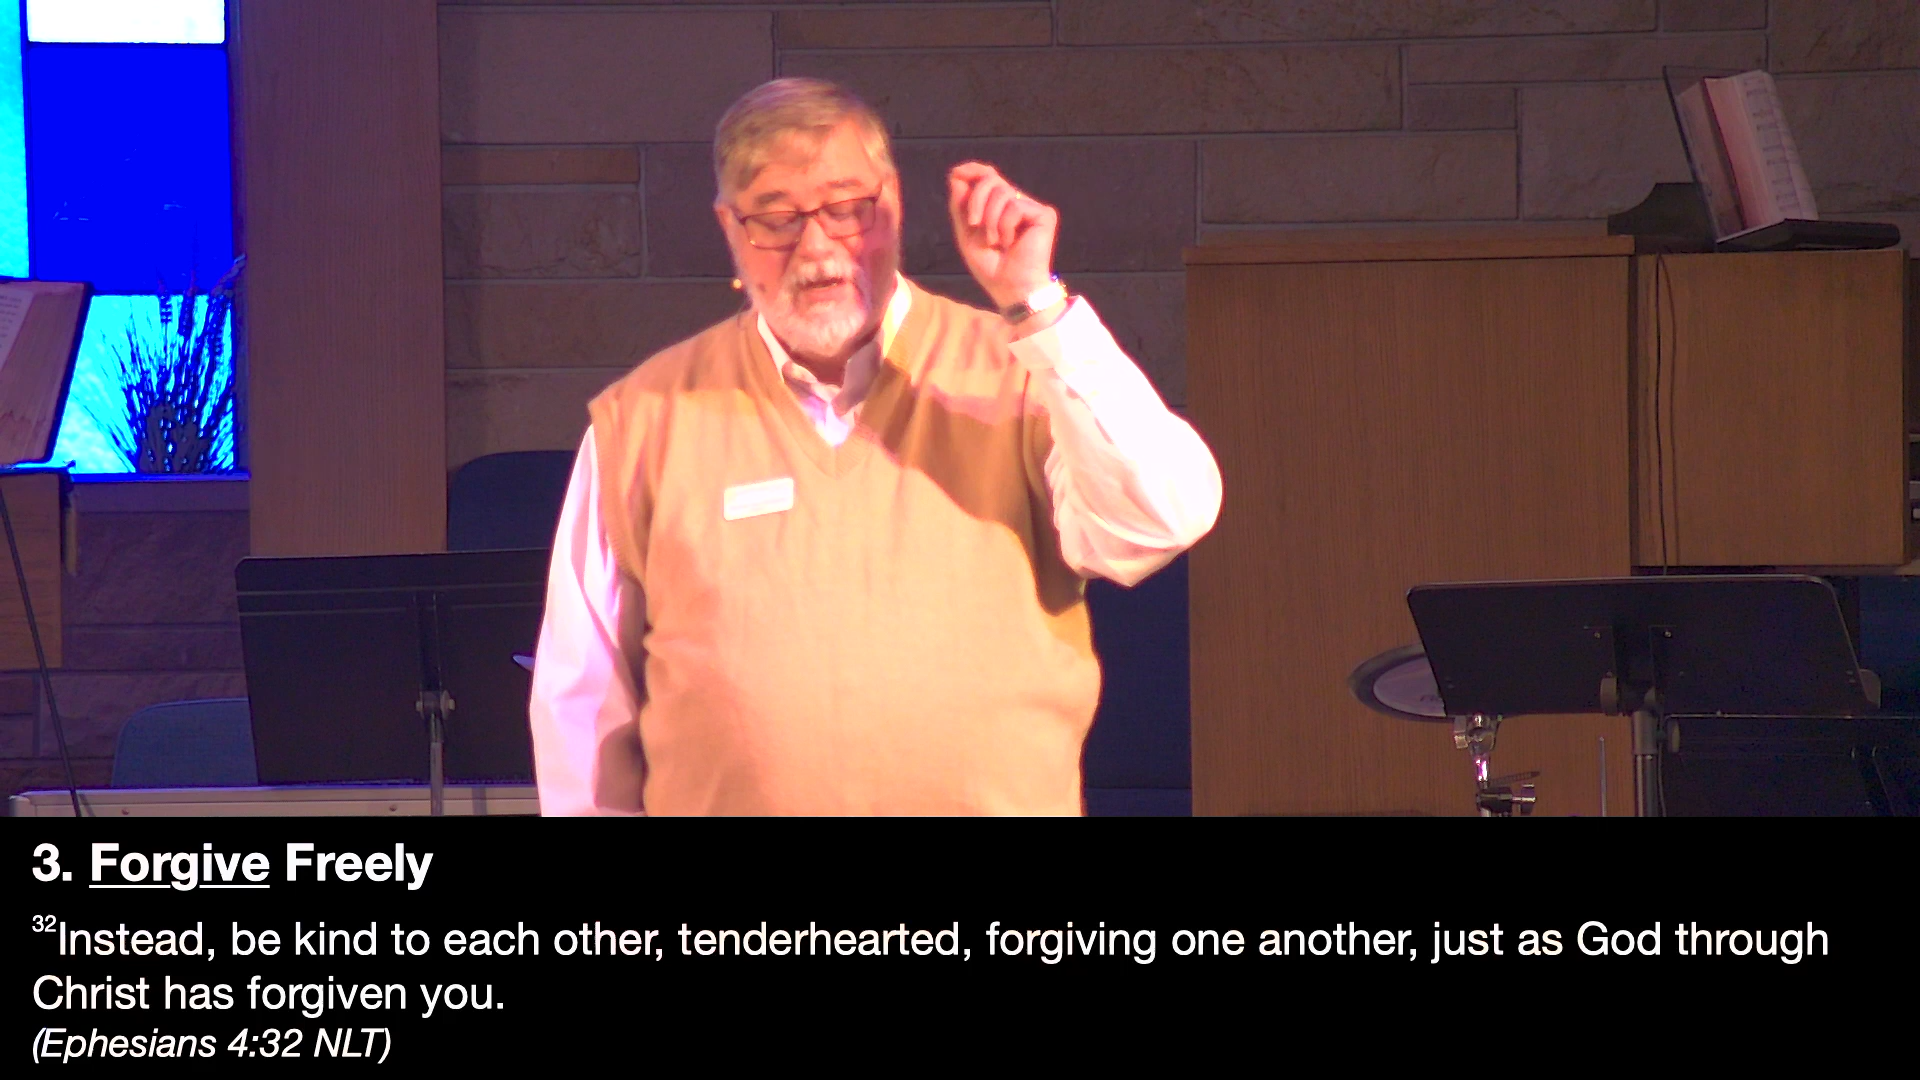 3. Forgive Freely
32Instead, be kind to each other, tenderhearted, forgiving one another, just as God through
Christ has forgiven you.
(Ephesians 4:32 NLT)